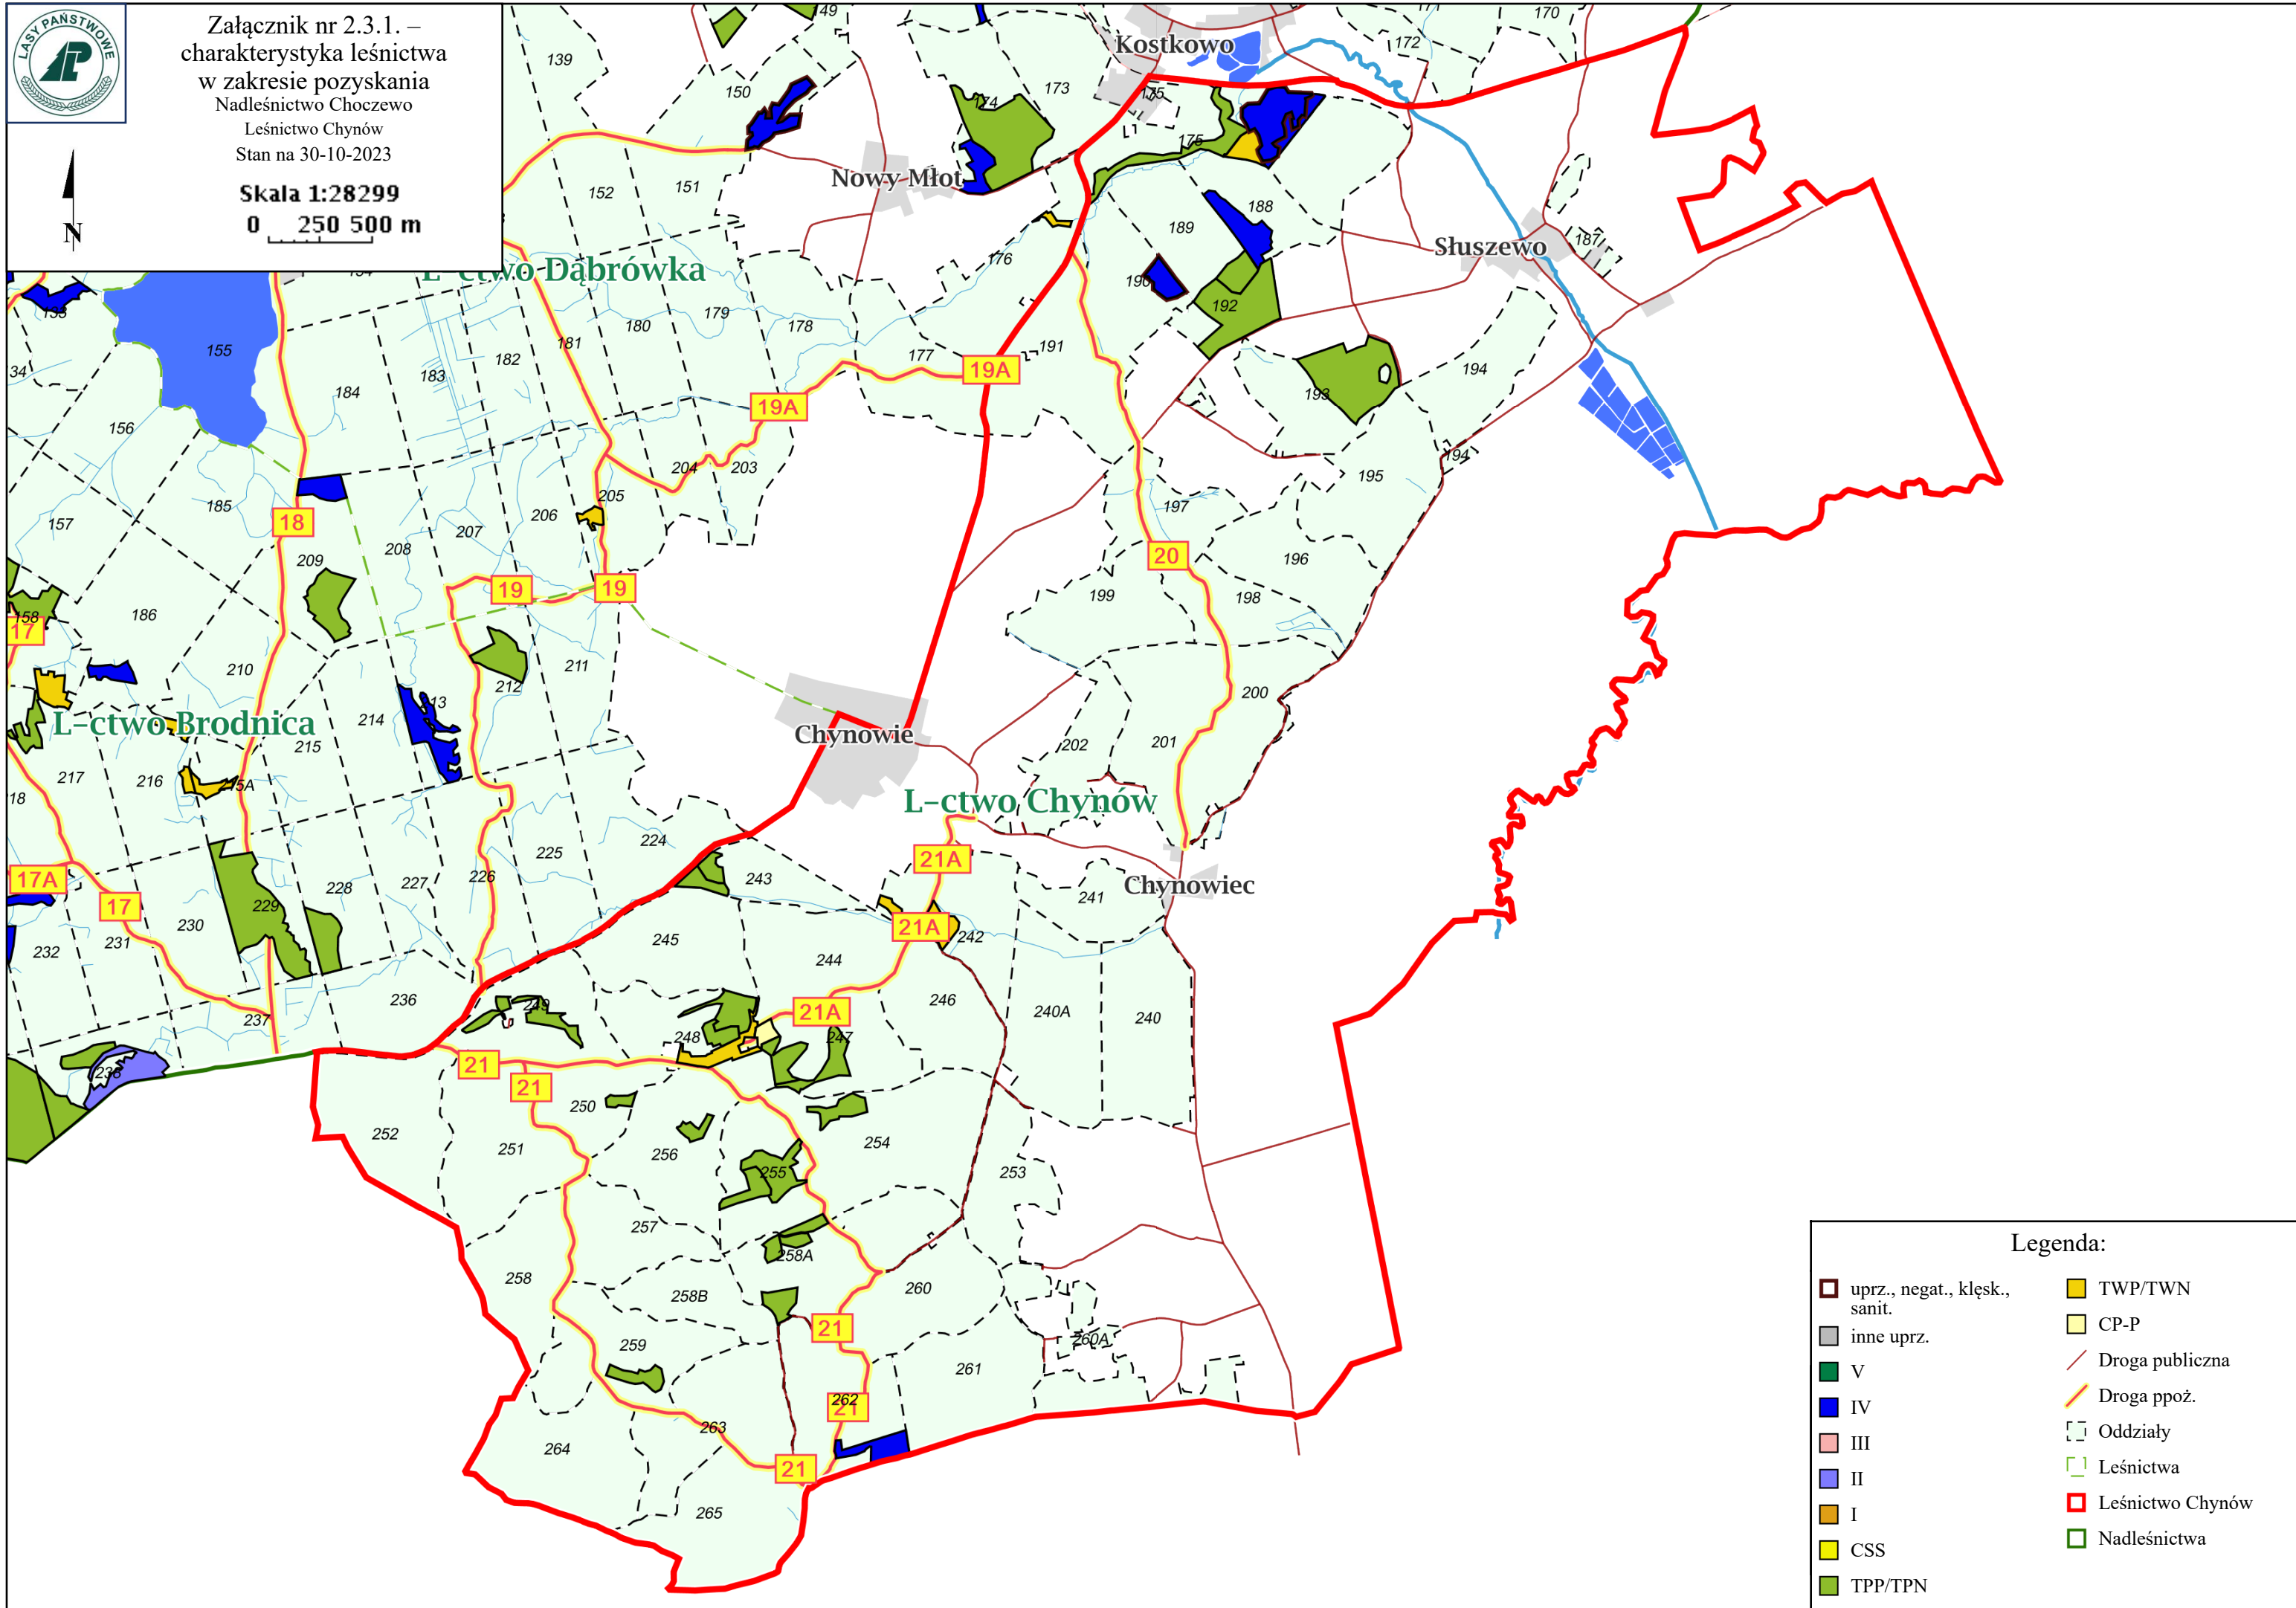 LASY PAŃSTWOWE
Załącznik nr 2.3.1. –
charakterystyka leśnictwa
w zakresie pozyskania
Nadleśnictwo Choczewo
Leśnictwo Chynów
Stan na 30-10-2023
Skala 1:28299
0 250 500 m
N
149
171
170
Kostkowo
172
139
150
173
174
175
175
Nowy Młot
152
151
188
189
Słuszewo
187
L-ctwo Dąbrówka
176
190
192
153
155
180
179
178
181
182
183
184
177
191
19A
19A
194
193
34
156
204
203
205
195
194
185
18
157
206
207
208
197
20
196
209
19
19
199
198
158
17
186
210
211
212
213
200
L-ctwo Brodnica
214
215
Chynowie
202
201
217
216
215A
18
L-ctwo Chynów
224
225
21A
243
241
Chynowiec
226
227
228
17A
17
229
230
231
232
21A
242
245
244
246
236
240A
240
237
249
21A
248
247
21
21
238
250
252
251
256
254
255
253
257
258A
258
258B
260
21
259
260A
261
262
21
263
264
21
265
Legenda:
uprz., negat., klęsk.,
sanit.
inne uprz.
V
IV
III
II
I
CSS
TPP/TPN
TWP/TWN
CP-P
Droga publiczna
Droga ppoż.
Oddziały
Leśnictwa
Leśnictwo Chynów
Nadleśnictwa